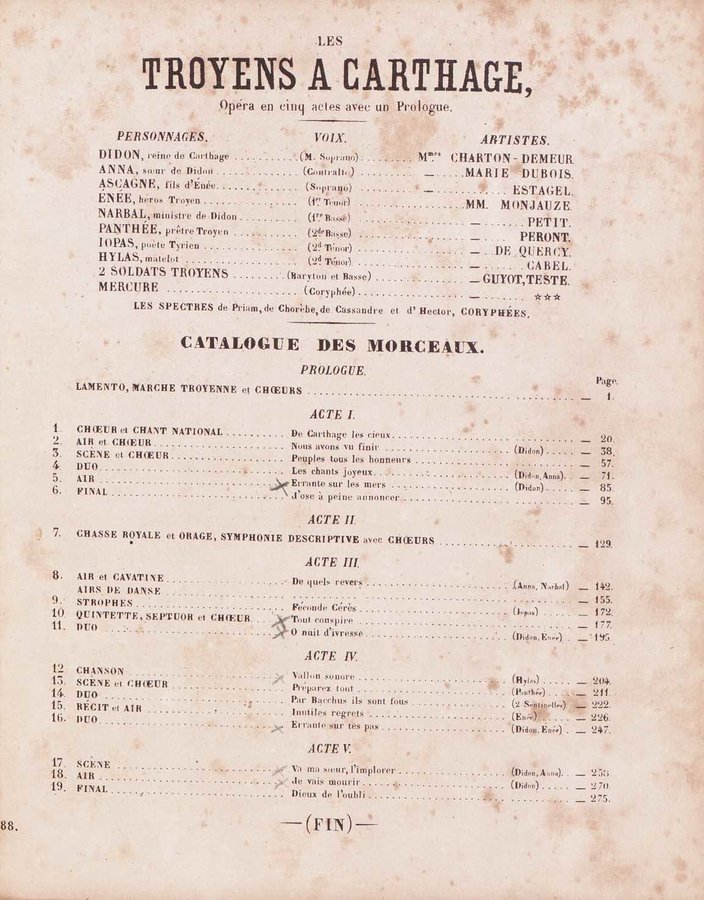 LES
TROYENS A CARTHAGE,
Opéra en cinq actes avec un Prologue.
PERSONNAGES. VOIX. ARTISTES.
DIDON, reine de Carthage (M. Soprano) Mmes CHARTON-DEMEUR
ANNA, sœur de Didon (Contralto) — MARIE DUBOIS.
ASCAGNE, fils d'Énée (Soprano) — ESTAGEL.
ÉNÉE, heros Troyen (1er Ténor) MM. MONJAUZE.
NARBAL, ministre de Didon (1re Basse) — PETIT.
PANTHÉE, prêtre Troyen (2de Basse) — PERONT.
IOPAS, poète Tyrien (2d Ténor) — DE QUERCY.
HYLAS, matelot (2d Ténor) — CABEL.
2 SOLDATS TROYENS (Baryton et Basse) — GUYOT, TESTE.
MERCURE (Coryphée) — ***
LES SPECTRES de Priam, de Chorèbe, de Cassandre et d'Hector, CORYPHÉES.
CATALOGUE DES MORCEAUX.
PROLOGUE.
Page.
LAMENTO, MARCHE TROYENNE et CHŒURS — 1.
ACTE I.
1. CHŒUR et CHANT NATIONAL De Carthage les cieux — 20.
2. AIR et CHŒUR Nous avons vu finir (Didon) — 38.
3. SCÈNE et CHŒUR Peuples tous les honneurs — 57.
4. DUO Les chants joyeux (Didon, Anna) — 71.
5. AIR Errante sur les mers (Didon) — 85.
6. FINAL J'ose à peine annoncer — 95.
ACTE II.
7. CHASSE ROYALE et ORAGE, SYMPHONIE DESCRIPTIVE avec CHŒURS — 129.
ACTE III.
8. AIR et CAVATINE De quels revers (Anna, Narbal) — 142.
AIRS DE DANSE — 155.
9. STROPHES Féconde Cérès (Iopas) — 172.
10. QUINTETTE, SEPTUOR et CHŒUR Tout conspire — 177.
11. DUO O nuit d'ivresse (Didon, Enée) — 195.
ACTE IV.
12 CHANSON Vallon sonore (Hylas) — 204.
13. SCÈNE et CHŒUR Préparez tout (Panthée) — 211.
14. DUO Par Bacchus ils sont fous (2 Sentinelles) — 222.
15. RÉCIT et AIR Inutiles regrets (Enée) — 226.
16. DUO Errante sur tes pas (Didon, Enée) — 247.
ACTE V.
17. SCÈNE Va ma sœur, l'implorer (Didon, Anna) — 255.
18. AIR Je vais mourir (Didon) — 270.
19. FINAL Dieux de l'oubli — 275.
88. —(FIN)—